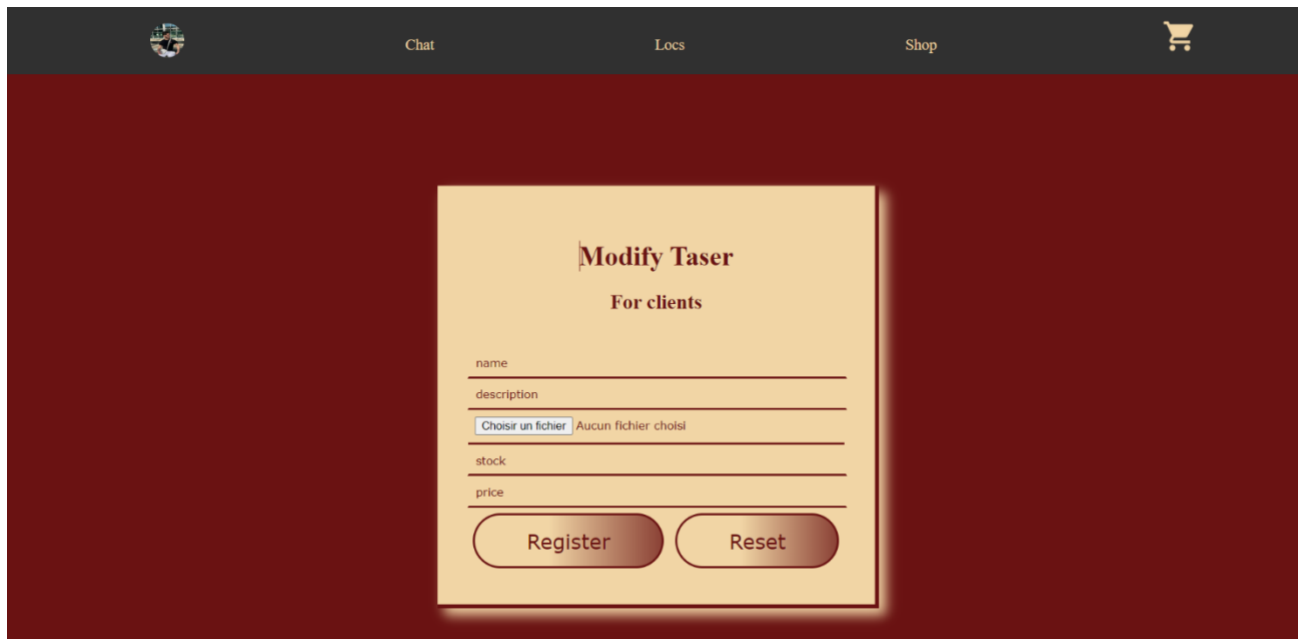 Chat Locs Shop
Modify Taser
For clients
name
description
Choisir un fichier Aucun fichier choisi
stock
price
Register Reset